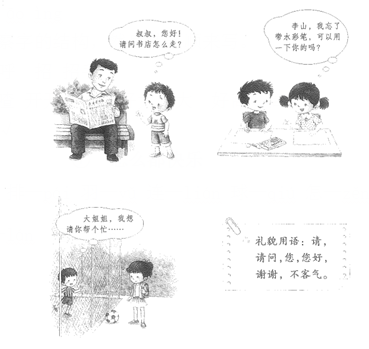 叔叔，您好！
请问书店怎么走？
李山，我忘了
带水彩笔，可以用
一下你的吗？
大姐姐，我想
请你帮个忙……
礼貌用语：请，
请问，您，您好，
谢谢，不客气。